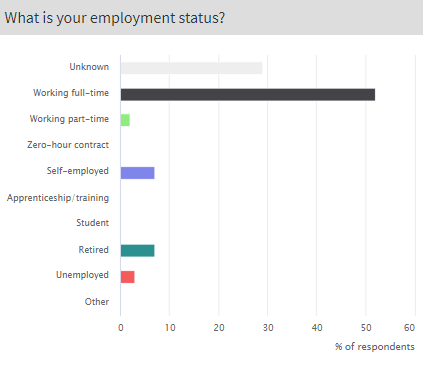 What is your employment status?
Unknown
Working full-time
Working part-time
Zero-hour contract
Self-employed
Apprenticeship/training
Student
Retired
Unemployed
Other
0 10 20 30 40 50 60
% of respondents